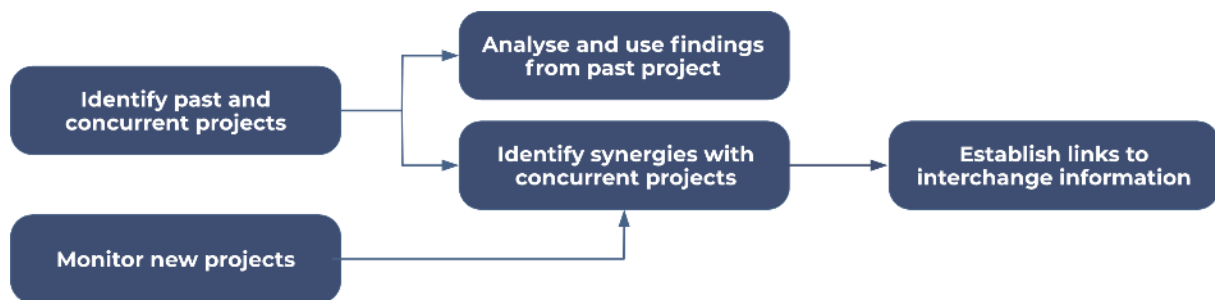 Analyse and use findings
from past project
Identify past and
concurrent projects
Identify synergies with
concurrent projects
Establish links to
interchange information
Monitor new projects